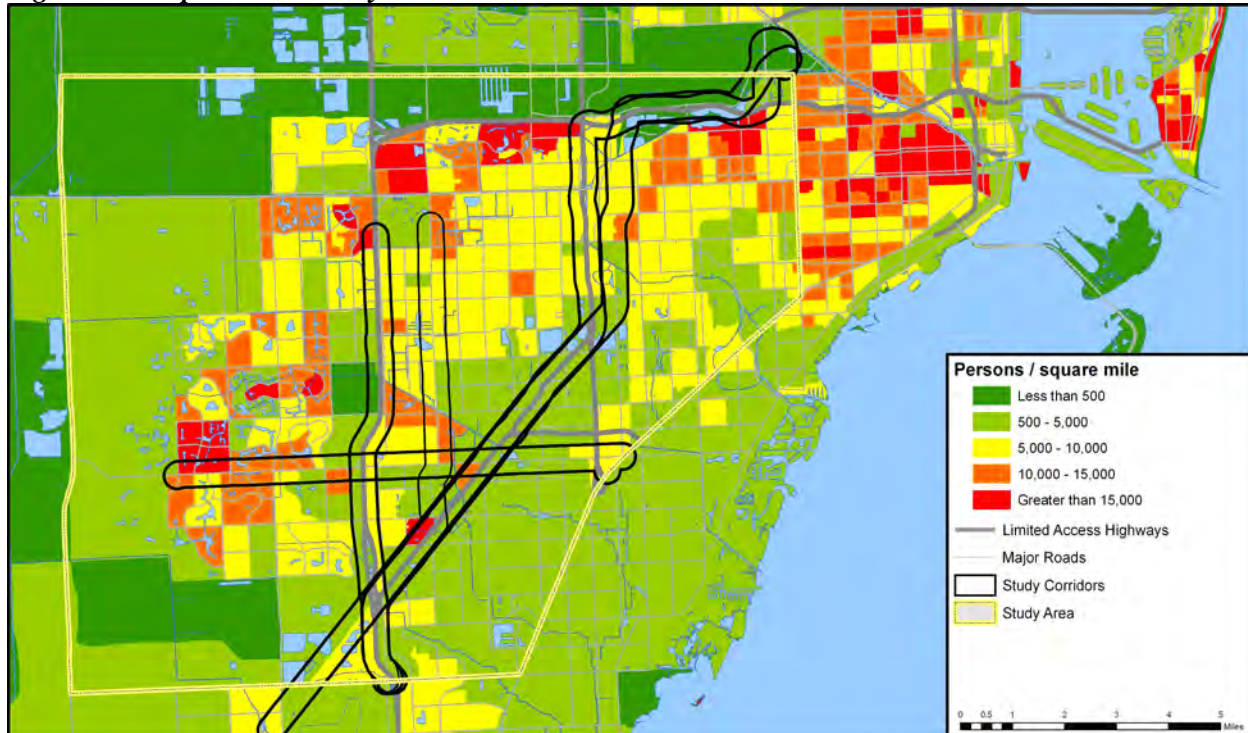 Persons / square mile
Less than 500
500 - 5,000
5,000 - 10,000
10,000 - 15,000
Greater than 15,000
Limited Access Highways
Major Roads
Study Corridors
Study Area
0 0.5 1 2 3 4 5
Miles